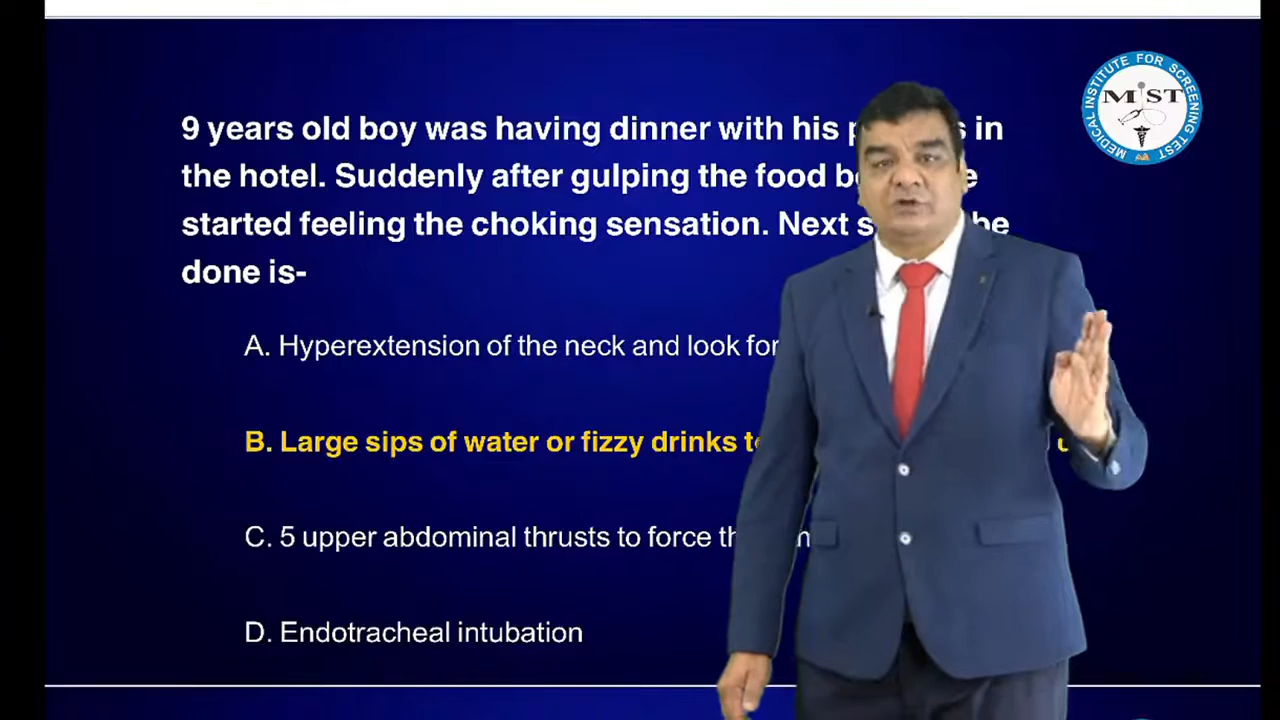 9 years old boy was having dinner with his in
the hotel. Suddenly after gulping the food
started feeling the choking sensation. Next
done is-
A. Hyperextension of the neck and look for
B. Large sips of water or fizzy drinks
C. 5 upper abdominal thrusts to force
D. Endotracheal intubation
MEDICAL INSTITUTE FOR SCREENING TEST
MIST